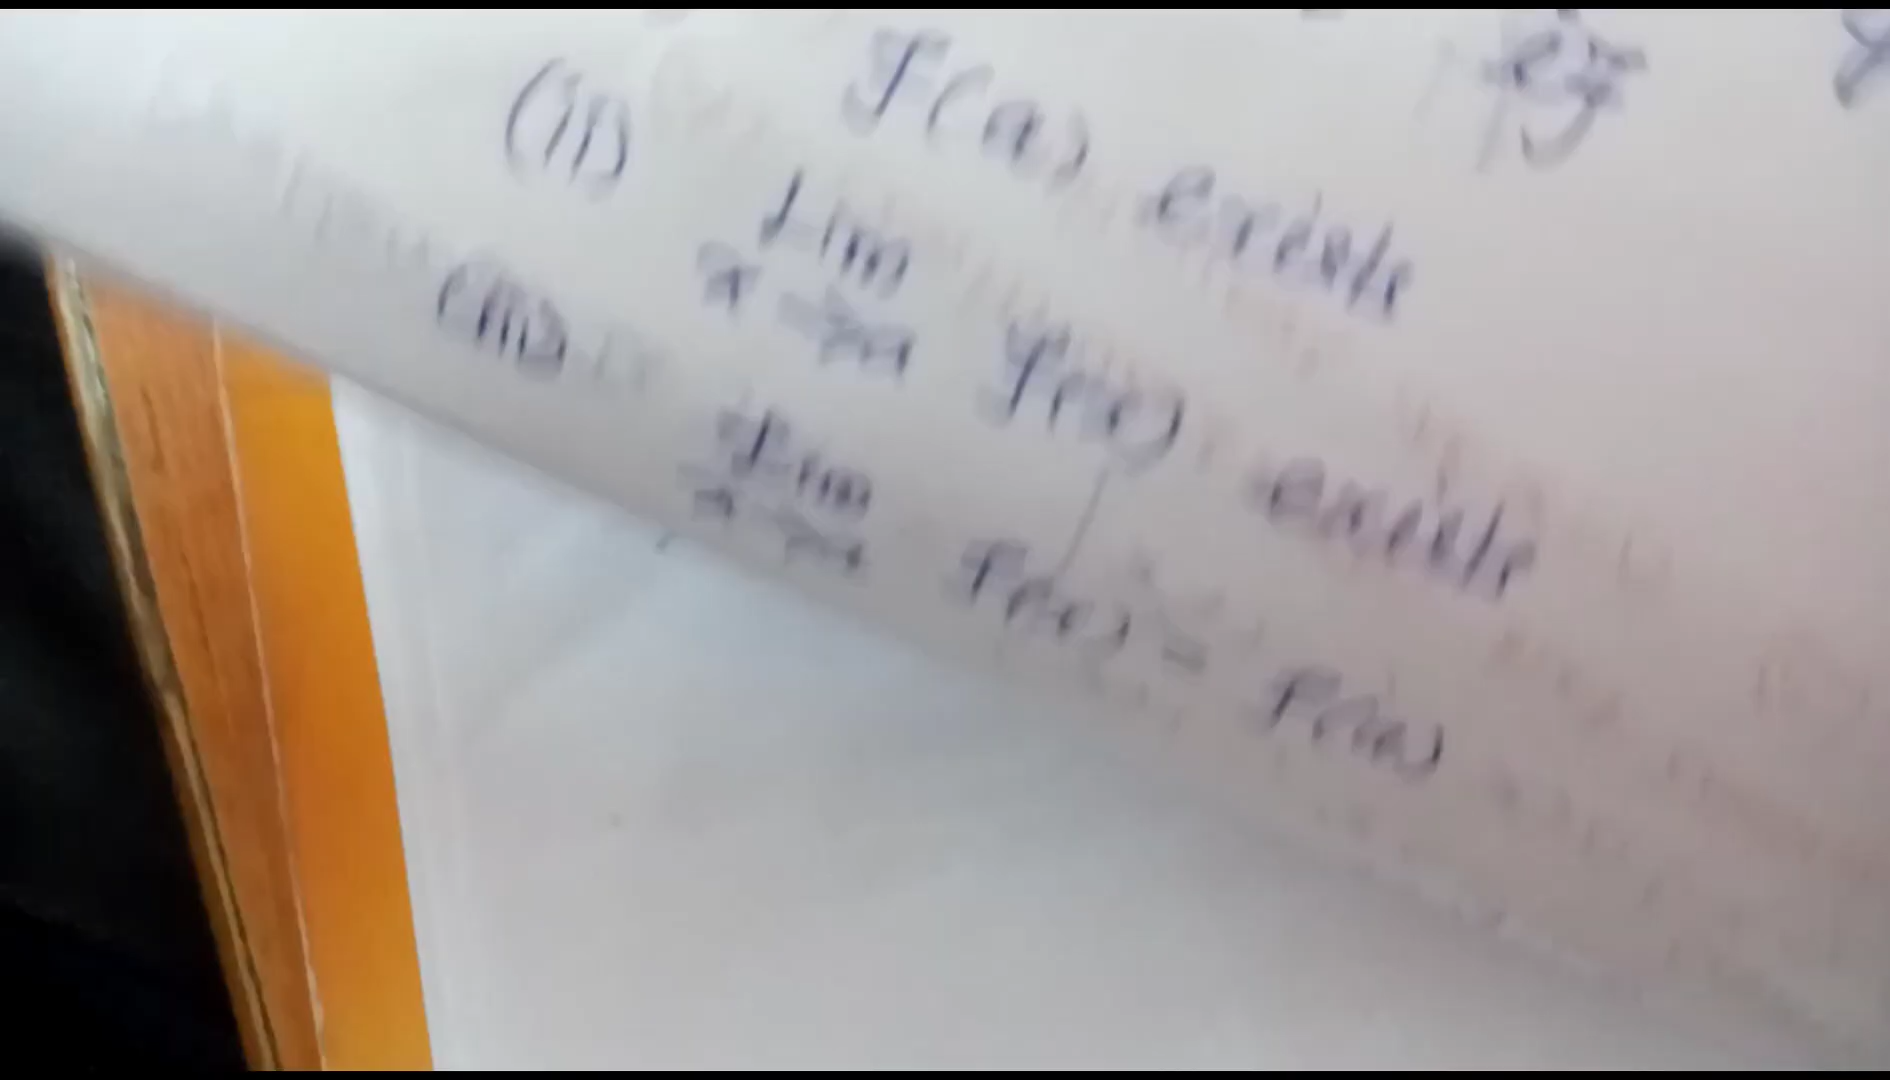 f(a) exists
(ii) Lim x→a f(x) exists
(iii) Lim x→a f(x) = f(a)